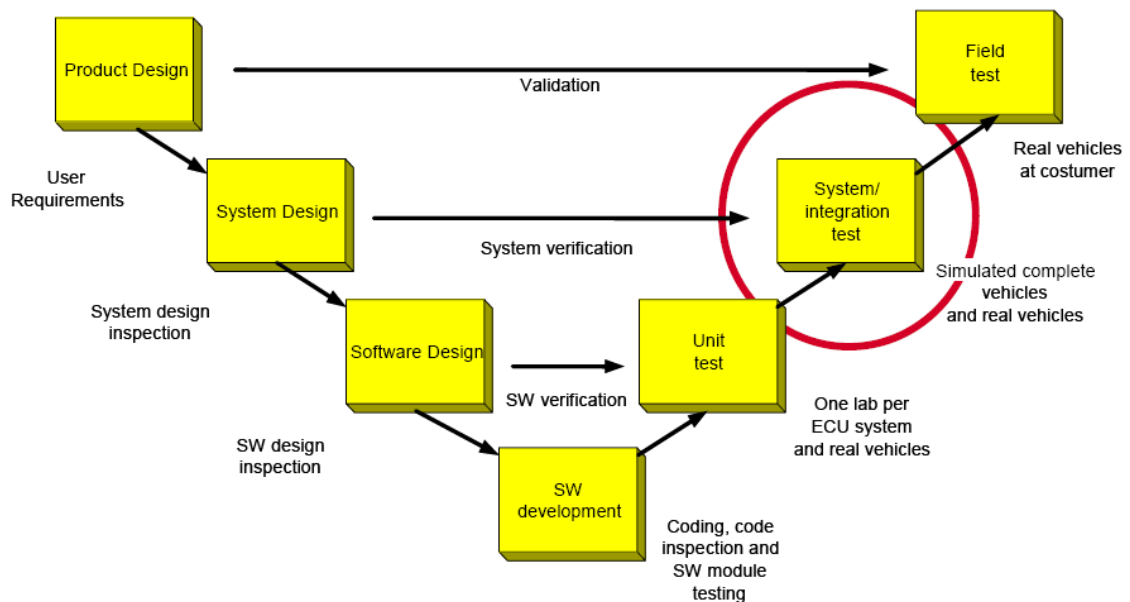 Product Design
Field
test
Validation
User
Requirements
Real vehicles
at costumer
System Design
System/
integration
test
System verification
System design
inspection
Simulated complete
vehicles
and real vehicles
Software Design
Unit
test
SW verification
One lab per
ECU system
and real vehicles
SW design
inspection
SW
development
Coding, code
inspection and
SW module
testing